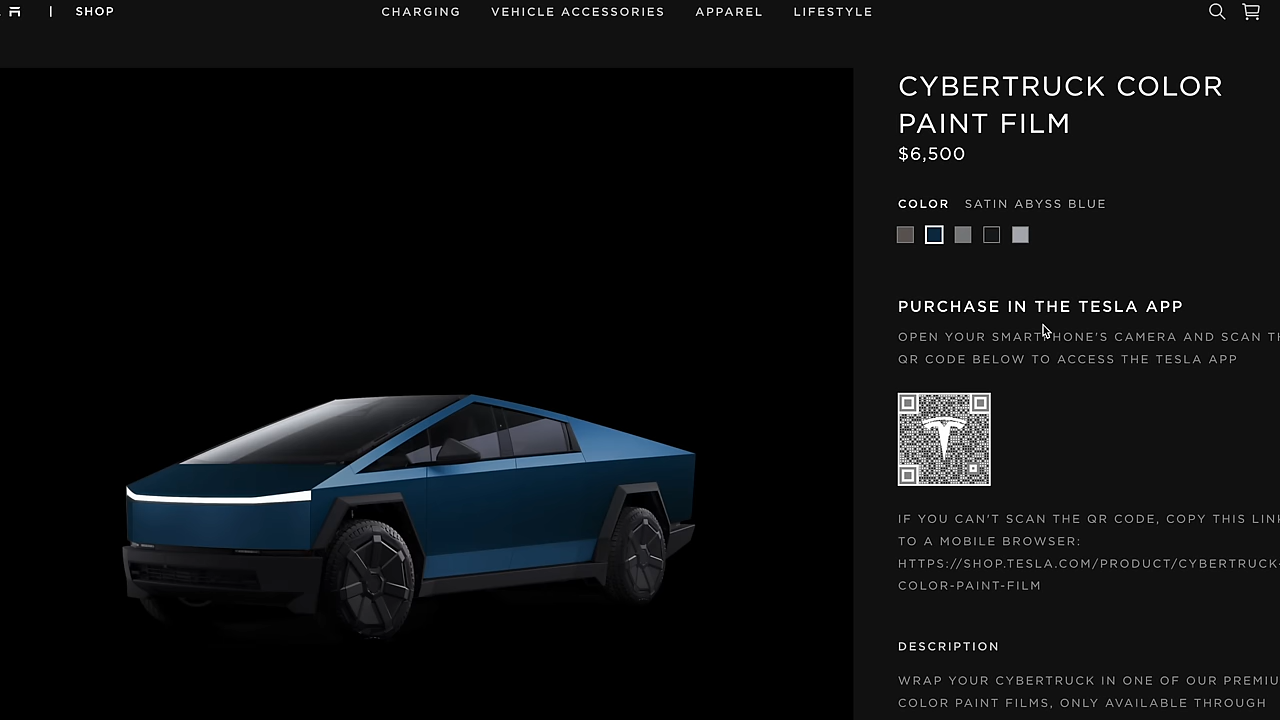 SHOP
CHARGING VEHICLE ACCESSORIES APPAREL LIFESTYLE
CYBERTRUCK COLOR
PAINT FILM
$6,500
COLOR SATIN ABYSS BLUE
PURCHASE IN THE TESLA APP
OPEN YOUR SMARTPHONE'S CAMERA AND SCAN
QR CODE BELOW TO ACCESS THE TESLA APP
IF YOU CAN'T SCAN THE QR CODE, COPY THIS LINK
TO A MOBILE BROWSER:
HTTPS://SHOP.TESLA.COM/PRODUCT/CYBERTRUCK-
COLOR-PAINT-FILM
DESCRIPTION
WRAP YOUR CYBERTRUCK IN ONE OF OUR PREMIU
COLOR PAINT FILMS, ONLY AVAILABLE THROUGH